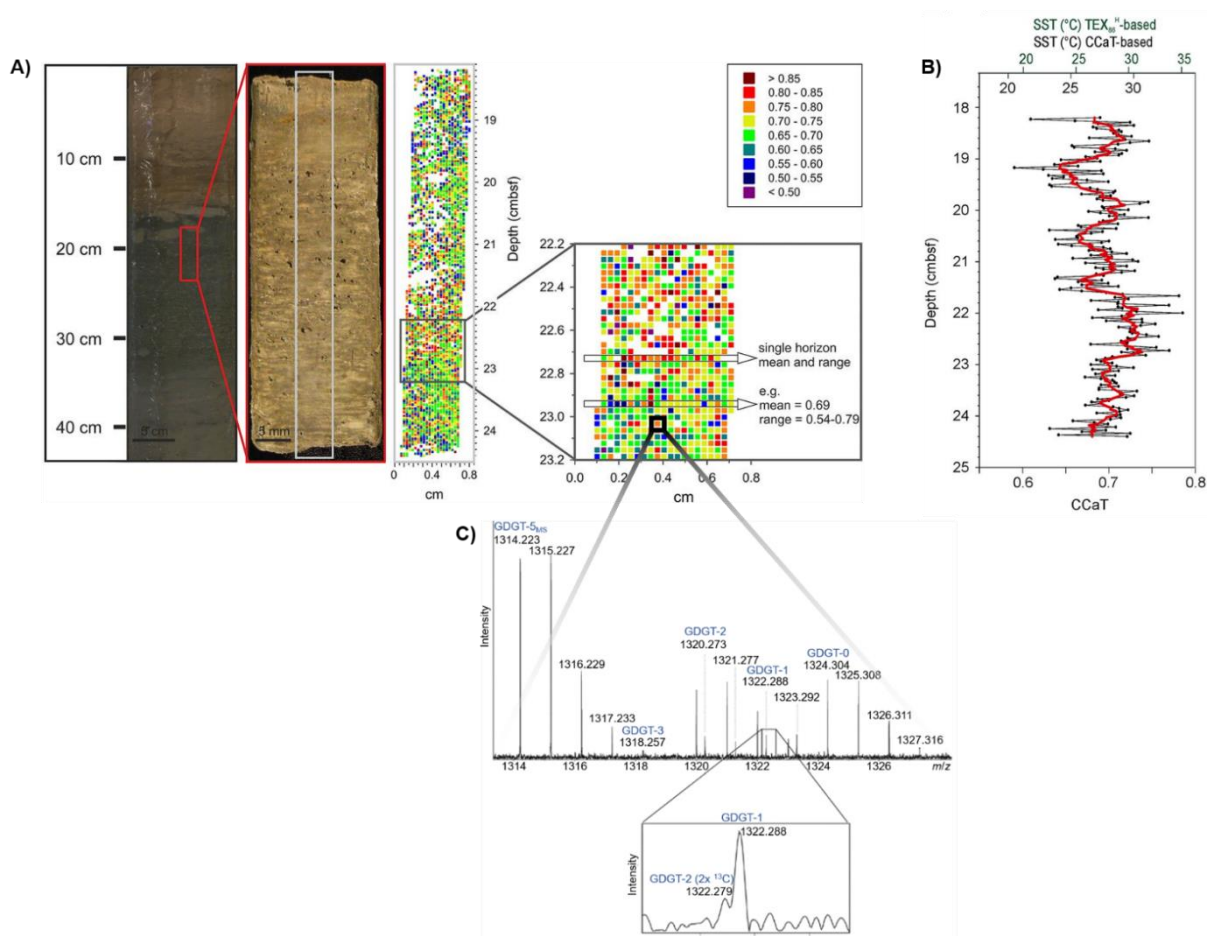 A)
10 cm
20 cm
30 cm
40 cm
5 cm
5 mm
19
20
21
22
23
24
Depth (cmbsf)
0 0.4 0.8
cm
> 0.85
0.80 - 0.85
0.75 - 0.80
0.70 - 0.75
0.65 - 0.70
0.60 - 0.65
0.55 - 0.60
0.50 - 0.55
< 0.50
22.2
22.4
22.6
22.8
23.0
23.2
0.0 0.2 0.4 0.6 0.8
cm
single horizon
mean and range
e.g.
mean = 0.69
range = 0.54-0.79
B)
SST (°C) TEX₈₆ᴴ-based
SST (°C) CCaT-based
20 25 30 35
18
19
20
21
22
23
24
25
Depth (cmbsf)
0.6 0.7 0.8
CCaT
C)
Intensity
GDGT-5MS
1314.223
1315.227
1316.229
1317.233
GDGT-3
1318.257
GDGT-2
1320.273
1321.277
GDGT-1
1322.288
1323.292
GDGT-0
1324.304
1325.308
1326.311
1327.316
1314 1316 1318 1320 1322 1324 1326 m/z
Intensity
GDGT-1
1322.288
GDGT-2 (2x ¹³C)
1322.279